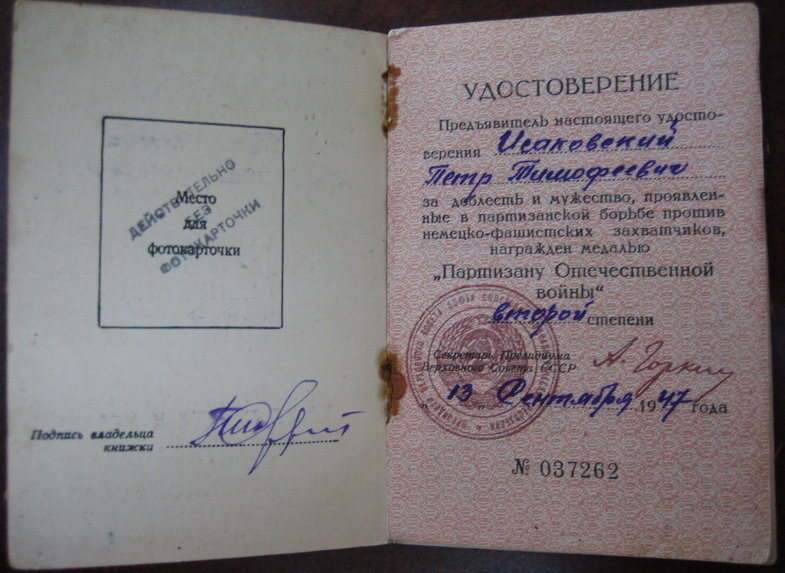 Место
для
фотокарточки
ДЕЙСТВИТЕЛЬНО
БЕЗ
ФОТОКАРТОЧКИ
Подпись владельца
книжки
УДОСТОВЕРЕНИЕ
Предъявитель настоящего удосто-
верения Исаковский
Петр Тимофеевич
за доблесть и мужество, проявлен-
ные в партизанской борьбе против
немецко-фашистских захватчиков,
награжден медалью
„Партизану Отечественной
войны“
второй степени
Секретарь Президиума
Верховного Совета СССР А. Горкин
„13„ Сентября 1947 года
№ 037262